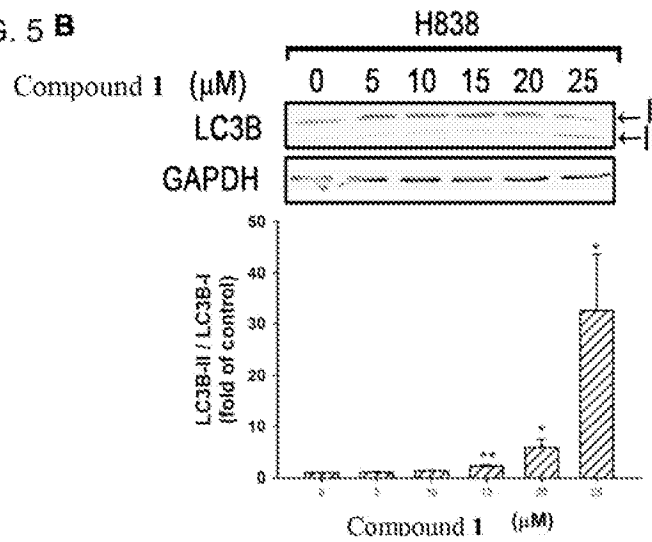 G. 5 B
H838
Compound 1 (μM) 0 5 10 15 20 25
LC3B ←I
←I
GAPDH
50
40
30
20
10
0
LC3B-II / LC3B-I
(fold of control)
*
**
*
Compound 1 (μM)